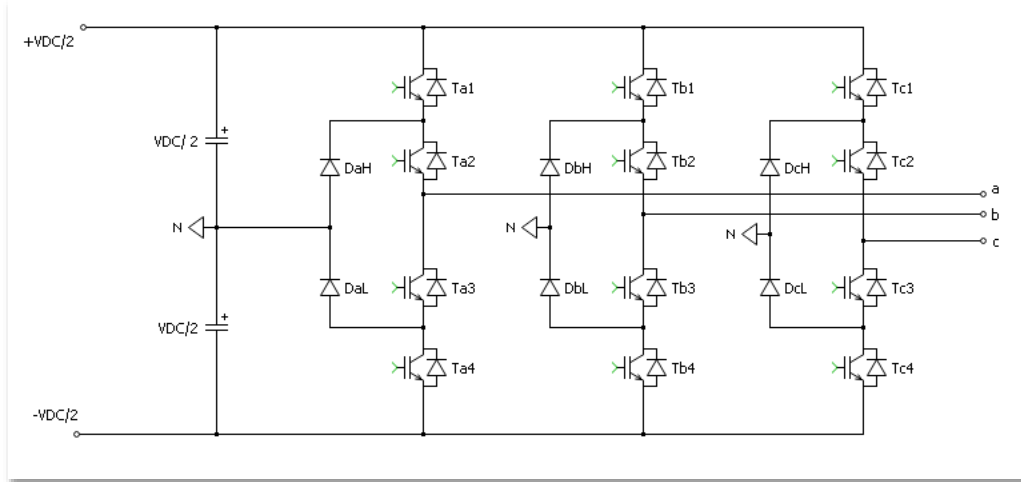 +VDC/2
Ta1
Tb1
Tc1
+
VDC/ 2
DaH
Ta2
DbH
Tb2
DcH
Tc2
a
N
N
N
b
c
DaL
Ta3
DbL
Tb3
DcL
Tc3
+
VDC/2
Ta4
Tb4
Tc4
-VDC/2